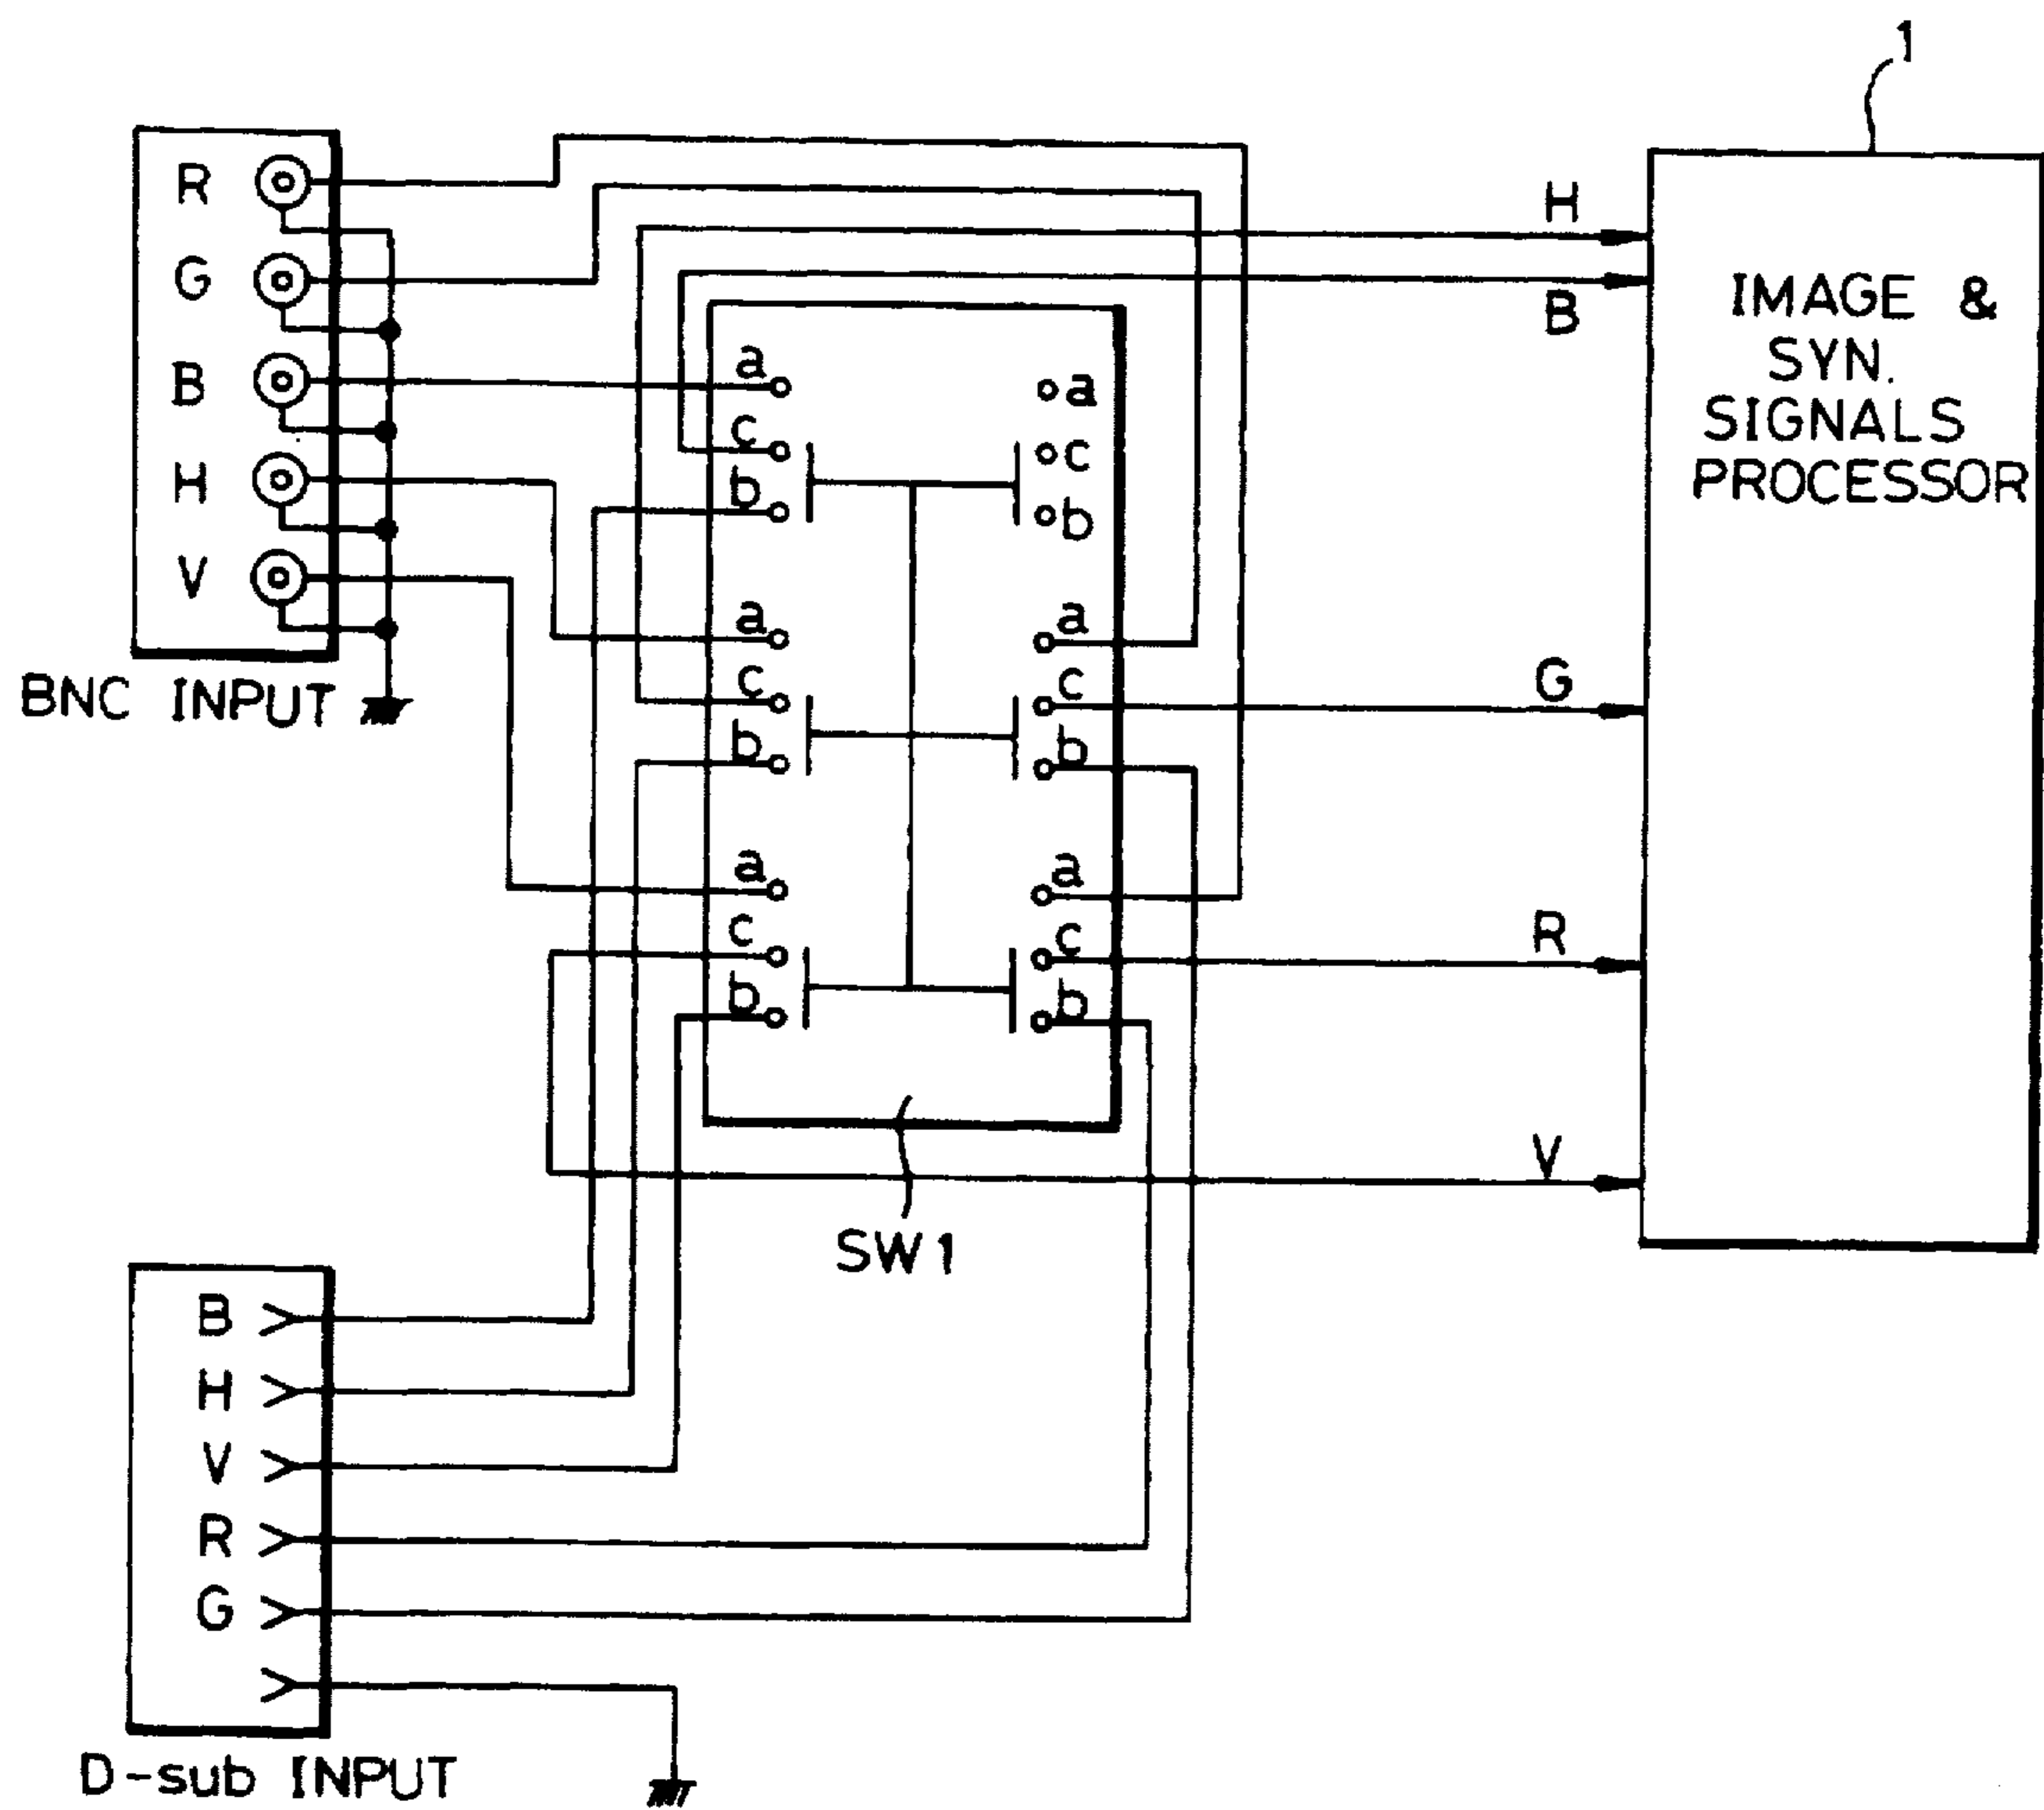 1
R
G
B
H
V
BNC INPUT
H
B
G
R
V
IMAGE &
SYN.
SIGNALS
PROCESSOR
a
c
b
a
c
b
a
c
b
a
c
b
a
c
b
a
c
b
SW1
B
H
V
R
G
D-sub INPUT